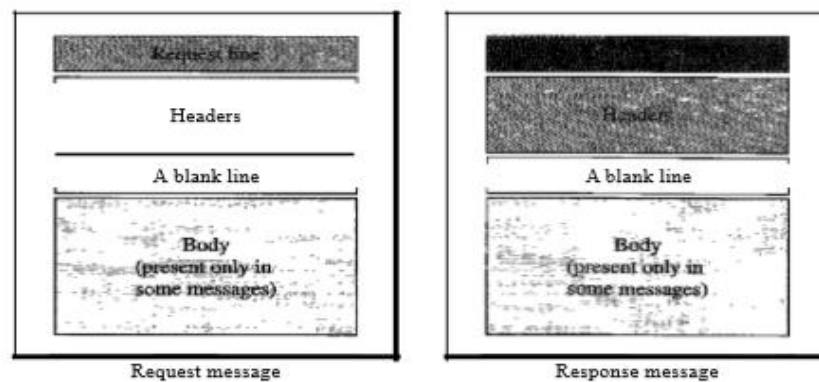 Request line
Headers
A blank line
Body
(present only in
some messages)
Request message
Headers
A blank line
Body
(present only in
some messages)
Response message